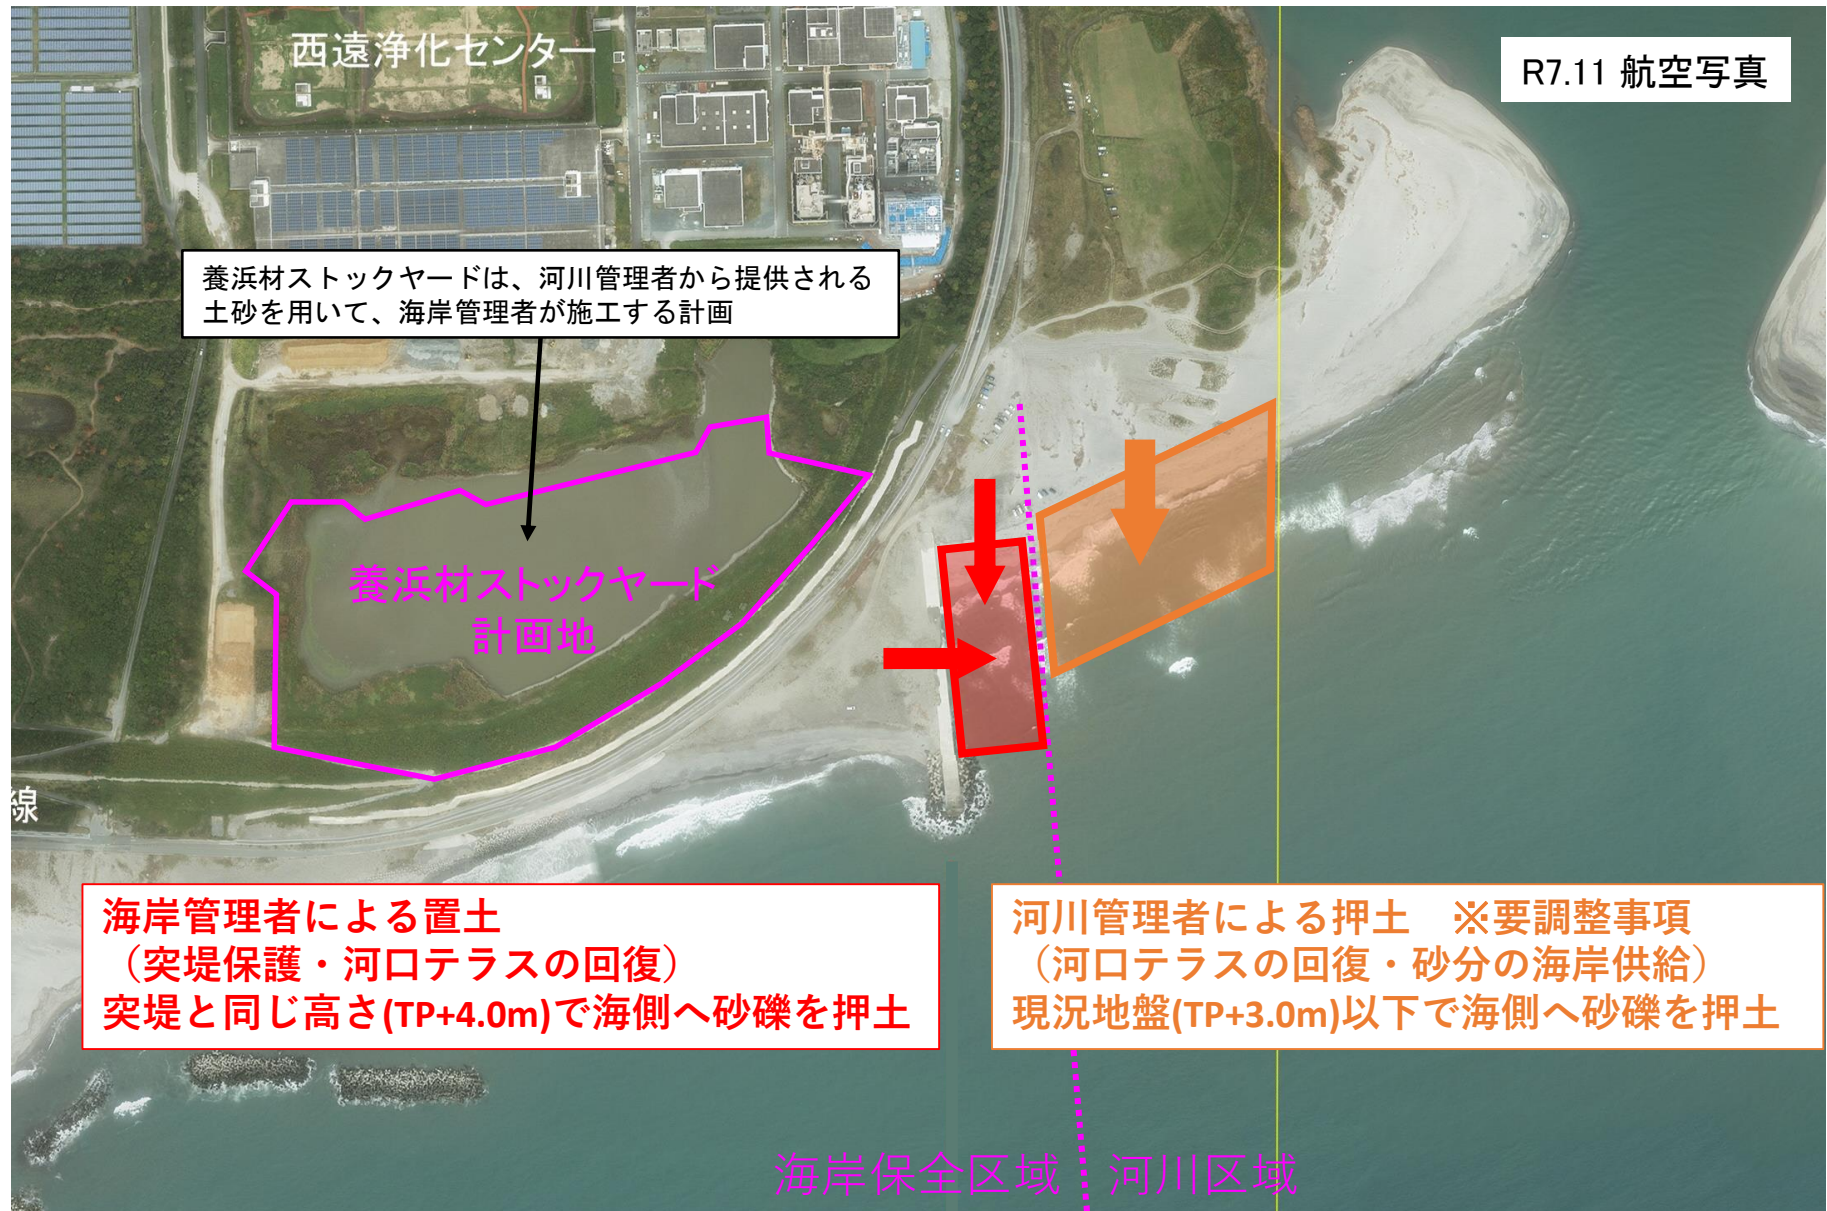 西遠浄化センター
R7.11 航空写真
養浜材ストックヤードは、河川管理者から提供される
土砂を用いて、海岸管理者が施工する計画
養浜材ストックヤード
計画地
線
海岸管理者による置土
（突堤保護・河口テラスの回復）
突堤と同じ高さ(TP+4.0m)で海側へ砂礫を押土
河川管理者による押土　※要調整事項
（河口テラスの回復・砂分の海岸供給）
現況地盤(TP+3.0m)以下で海側へ砂礫を押土
海岸保全区域
河川区域